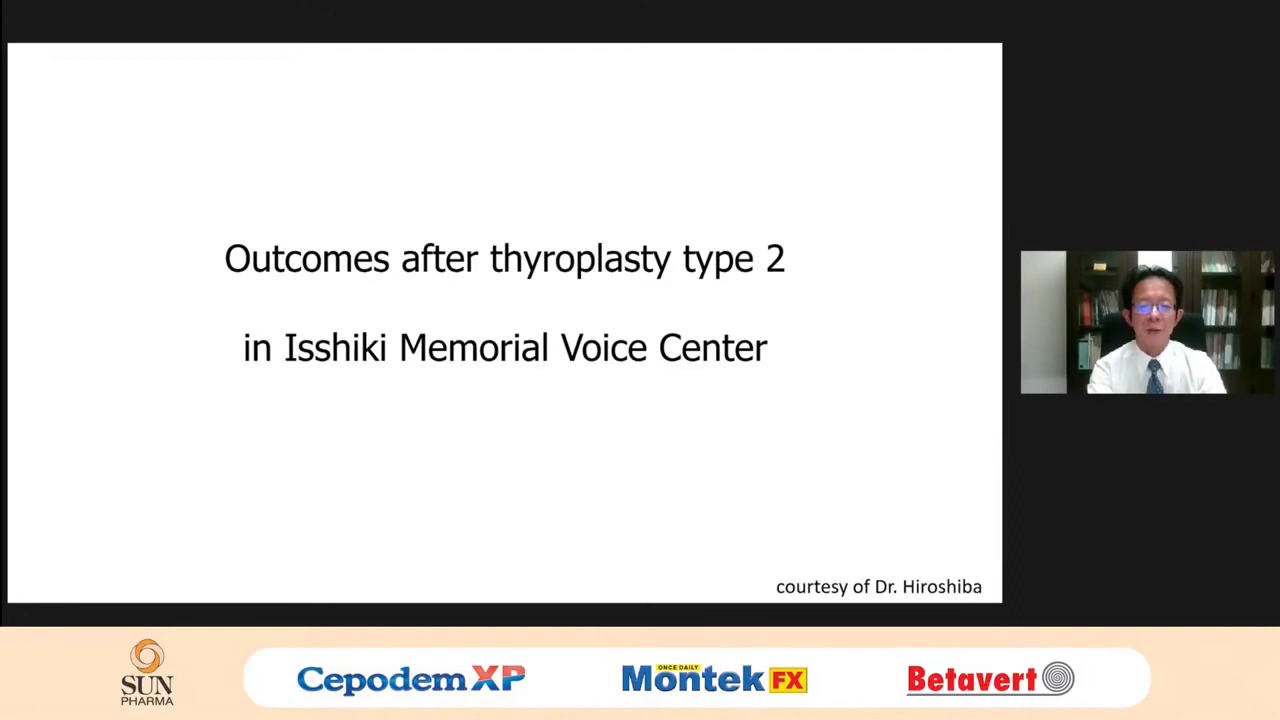 Outcomes after thyroplasty type 2
in Isshiki Memorial Voice Center
courtesy of Dr. Hiroshiba
SUN
PHARMA
Cepodem XP
ONCE DAILY
Montek FX
Betavert